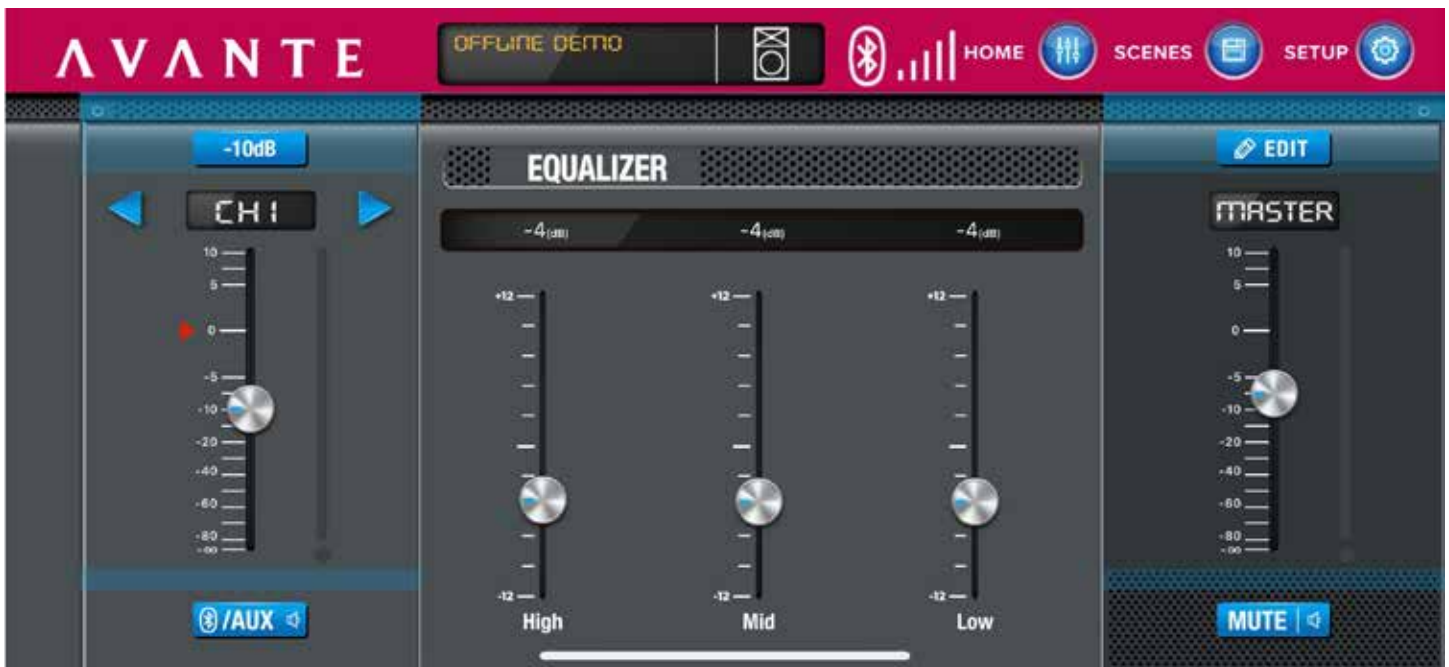 AVANTE
OFFLINE DEMO
HOME
SCENES
SETUP
-10dB
CH1
10
5
0
-5
-10
-20
-40
-60
-80
-∞
/AUX
EQUALIZER
-4(dB) -4(dB) -4(dB)
+12 +12 +12
-12 -12 -12
High Mid Low
EDIT
MASTER
10
5
0
-5
-10
-20
-40
-60
-80
-∞
MUTE